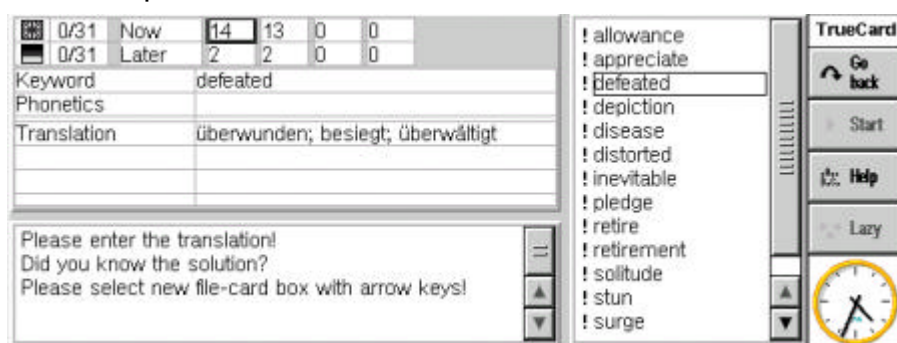 0/31 Now 14 13 0 0
0/31 Later 2 2 0 0
Keyword defeated
Phonetics
Translation überwunden; besiegt; überwältigt
Please enter the translation!
Did you know the solution?
Please select new file-card box with arrow keys!
! allowance
! appreciate
! defeated
! depiction
! disease
! distorted
! inevitable
! pledge
! retire
! retirement
! solitude
! stun
! surge
TrueCard
Go
back
Start
Help
Lazy